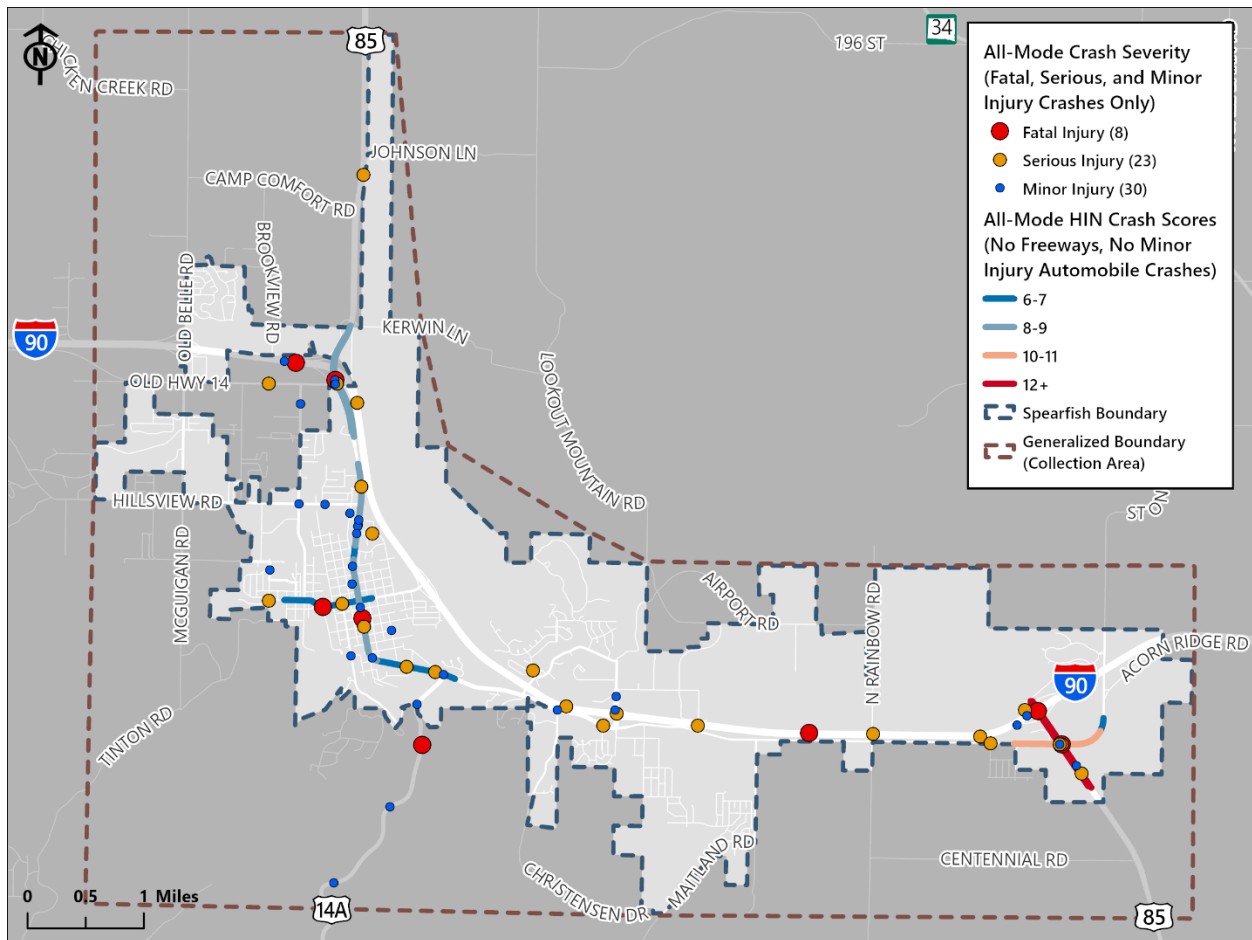 N
CHICKEN CREEK RD
85
196 ST
34
JOHNSON LN
CAMP COMFORT RD
BROOKVIEW RD
OLD BELLE RD
KERWIN LN
90
OLD HWY 14
LOOKOUT MOUNTAIN RD
HILLSVIEW RD
MCGUIGAN RD
AIRPORT RD
N RAINBOW RD
ACORN RIDGE RD
90
TINTON RD
CHRISTENSEN DR
MAITLAND RD
CENTENNIAL RD
14A
85
0 0.5 1 Miles
All-Mode Crash Severity
(Fatal, Serious, and Minor
Injury Crashes Only)
Fatal Injury (8)
Serious Injury (23)
Minor Injury (30)
All-Mode HIN Crash Scores
(No Freeways, No Minor
Injury Automobile Crashes)
6-7
8-9
10-11
12+
Spearfish Boundary
Generalized Boundary
(Collection Area)